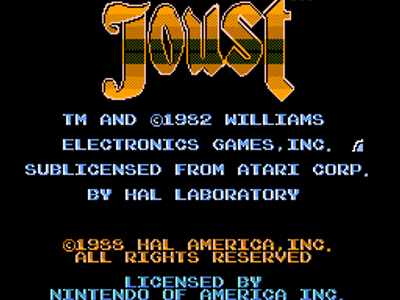 Joust
TM AND ©1982 WILLIAMS
ELECTRONICS GAMES,INC.
SUBLICENSED FROM ATARI CORP.
BY HAL LABORATORY
©1988 HAL AMERICA,INC.
ALL RIGHTS RESERVED
LICENSED BY
NINTENDO OF AMERICA INC.